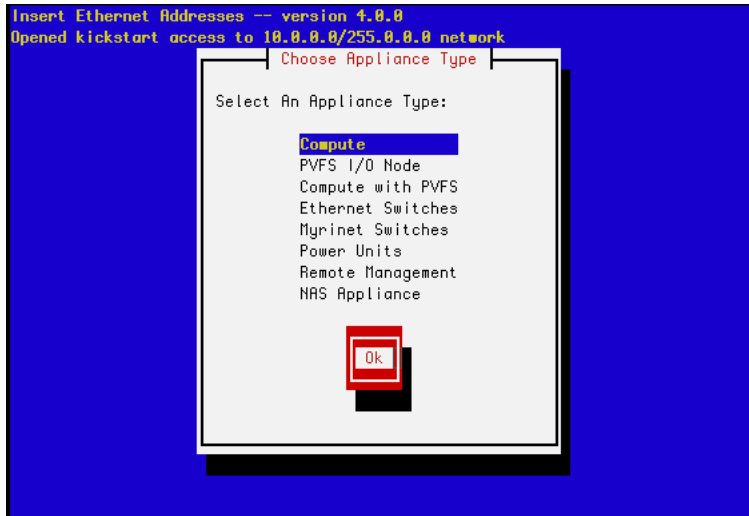 Insert Ethernet Addresses -- version 4.0.0
Opened kickstart access to 10.0.0.0/255.0.0.0 network
Choose Appliance Type
Select An Appliance Type:
Compute
PVFS I/O Node
Compute with PVFS
Ethernet Switches
Myrinet Switches
Power Units
Remote Management
NAS Appliance
Ok